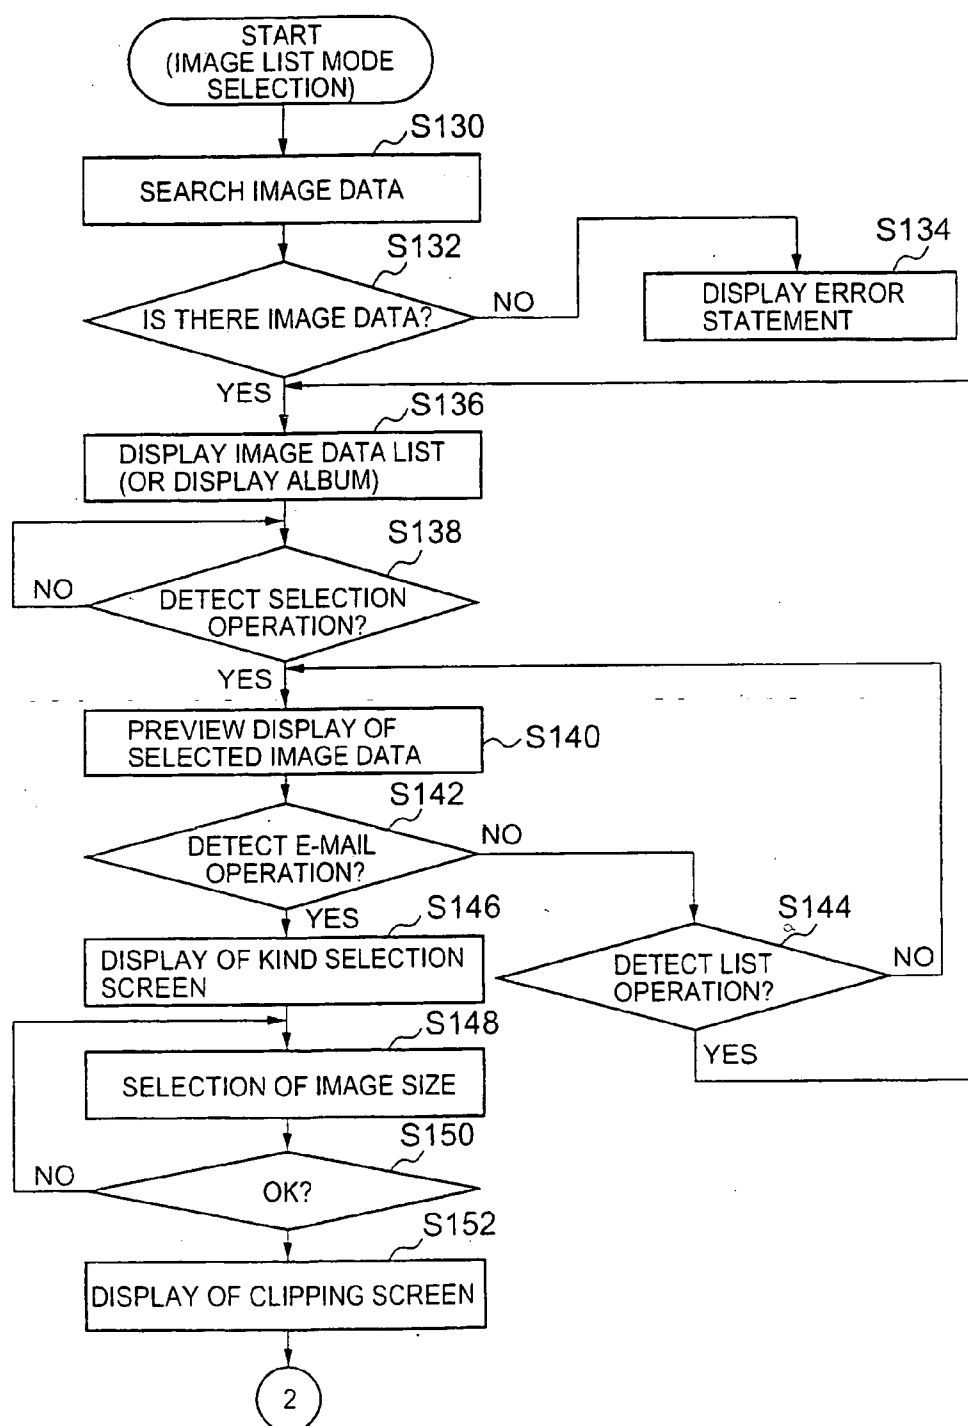 START
(IMAGE LIST MODE
SELECTION)
S130
SEARCH IMAGE DATA
S132
IS THERE IMAGE DATA?
NO
S134
DISPLAY ERROR
STATEMENT
YES
S136
DISPLAY IMAGE DATA LIST
(OR DISPLAY ALBUM)
S138
NO
DETECT SELECTION
OPERATION?
YES
PREVIEW DISPLAY OF
SELECTED IMAGE DATA
S140
S142
DETECT E-MAIL
OPERATION?
NO
YES
S144
DETECT LIST
OPERATION?
NO
YES
S146
DISPLAY OF KIND SELECTION
SCREEN
S148
SELECTION OF IMAGE SIZE
S150
NO
OK?
S152
DISPLAY OF CLIPPING SCREEN
2